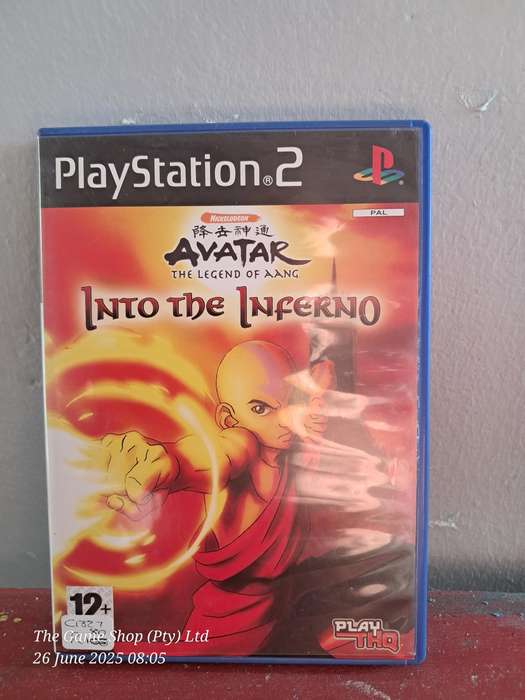 PlayStation®2
PAL
NICKELODEON
降去神通
AVATAR
THE LEGEND OF AANG
INTO THE INFERNO
12+
PLAY
THQ
The Game Shop (Pty) Ltd
26 June 2025 08:05